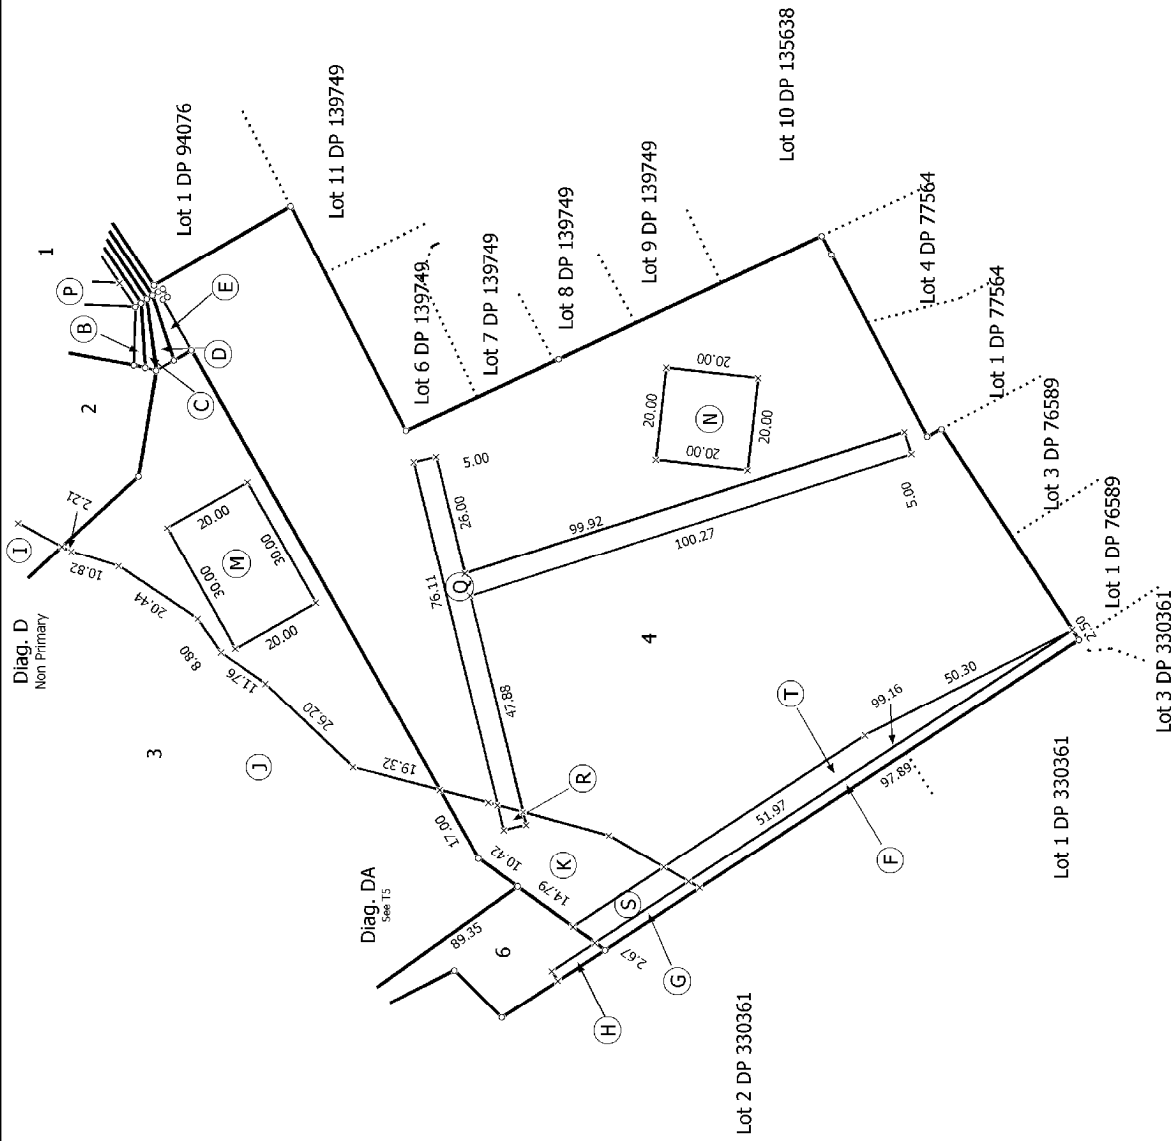 Diag. D
Non Primary
I
2.21
10.82
20.44
8.80
11.76
26.20
19.32
17.00
10.42
14.79
3
J
2
1
P
B
C
D
E
Lot 1 DP 94076
Lot 11 DP 139749
20.00
30.00
M
30.00
20.00
Lot 6 DP 139749
Lot 7 DP 139749
Lot 8 DP 139749
Lot 9 DP 139749
Lot 10 DP 135638
5.00
26.00
76.11
Q
47.88
99.92
100.27
5.00
20.00
20.00
N
20.00
20.00
Lot 4 DP 77564
Lot 1 DP 77564
Lot 3 DP 76589
Lot 1 DP 76589
Lot 3 DP 330361
4
R
K
Diag. DA
See T5
89.35
6
S
2.67
G
H
T
51.97
50.30
99.16
97.89
2.50
F
Lot 1 DP 330361
Lot 2 DP 330361